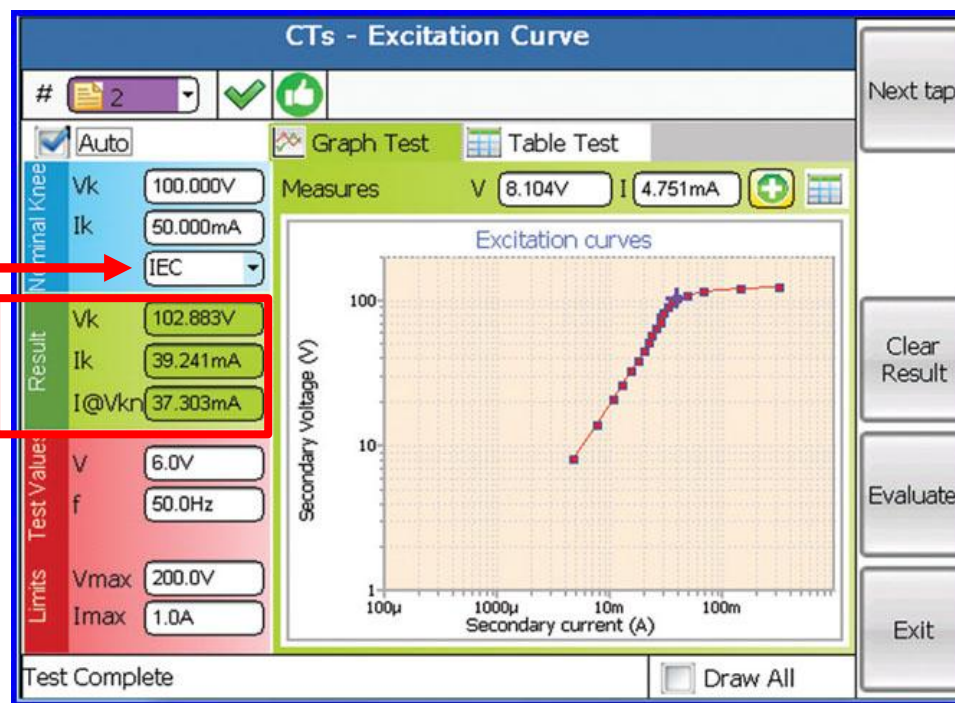 CTs - Excitation Curve
# 2
Next tap
Auto
Graph Test
Table Test
Nominal Knee
Vk 100.000V
Ik 50.000mA
IEC
Measures V 8.104V I 4.751mA
Excitation curves
Result
Vk 102.883V
Ik 39.241mA
I@Vkn 37.303mA
Test Values
V 6.0V
f 50.0Hz
Limits
Vmax 200.0V
Imax 1.0A
Secondary Voltage (V)
100
10
1
100µ 1000µ 10m 100m
Secondary current (A)
Clear
Result
Evaluate
Exit
Test Complete
Draw All